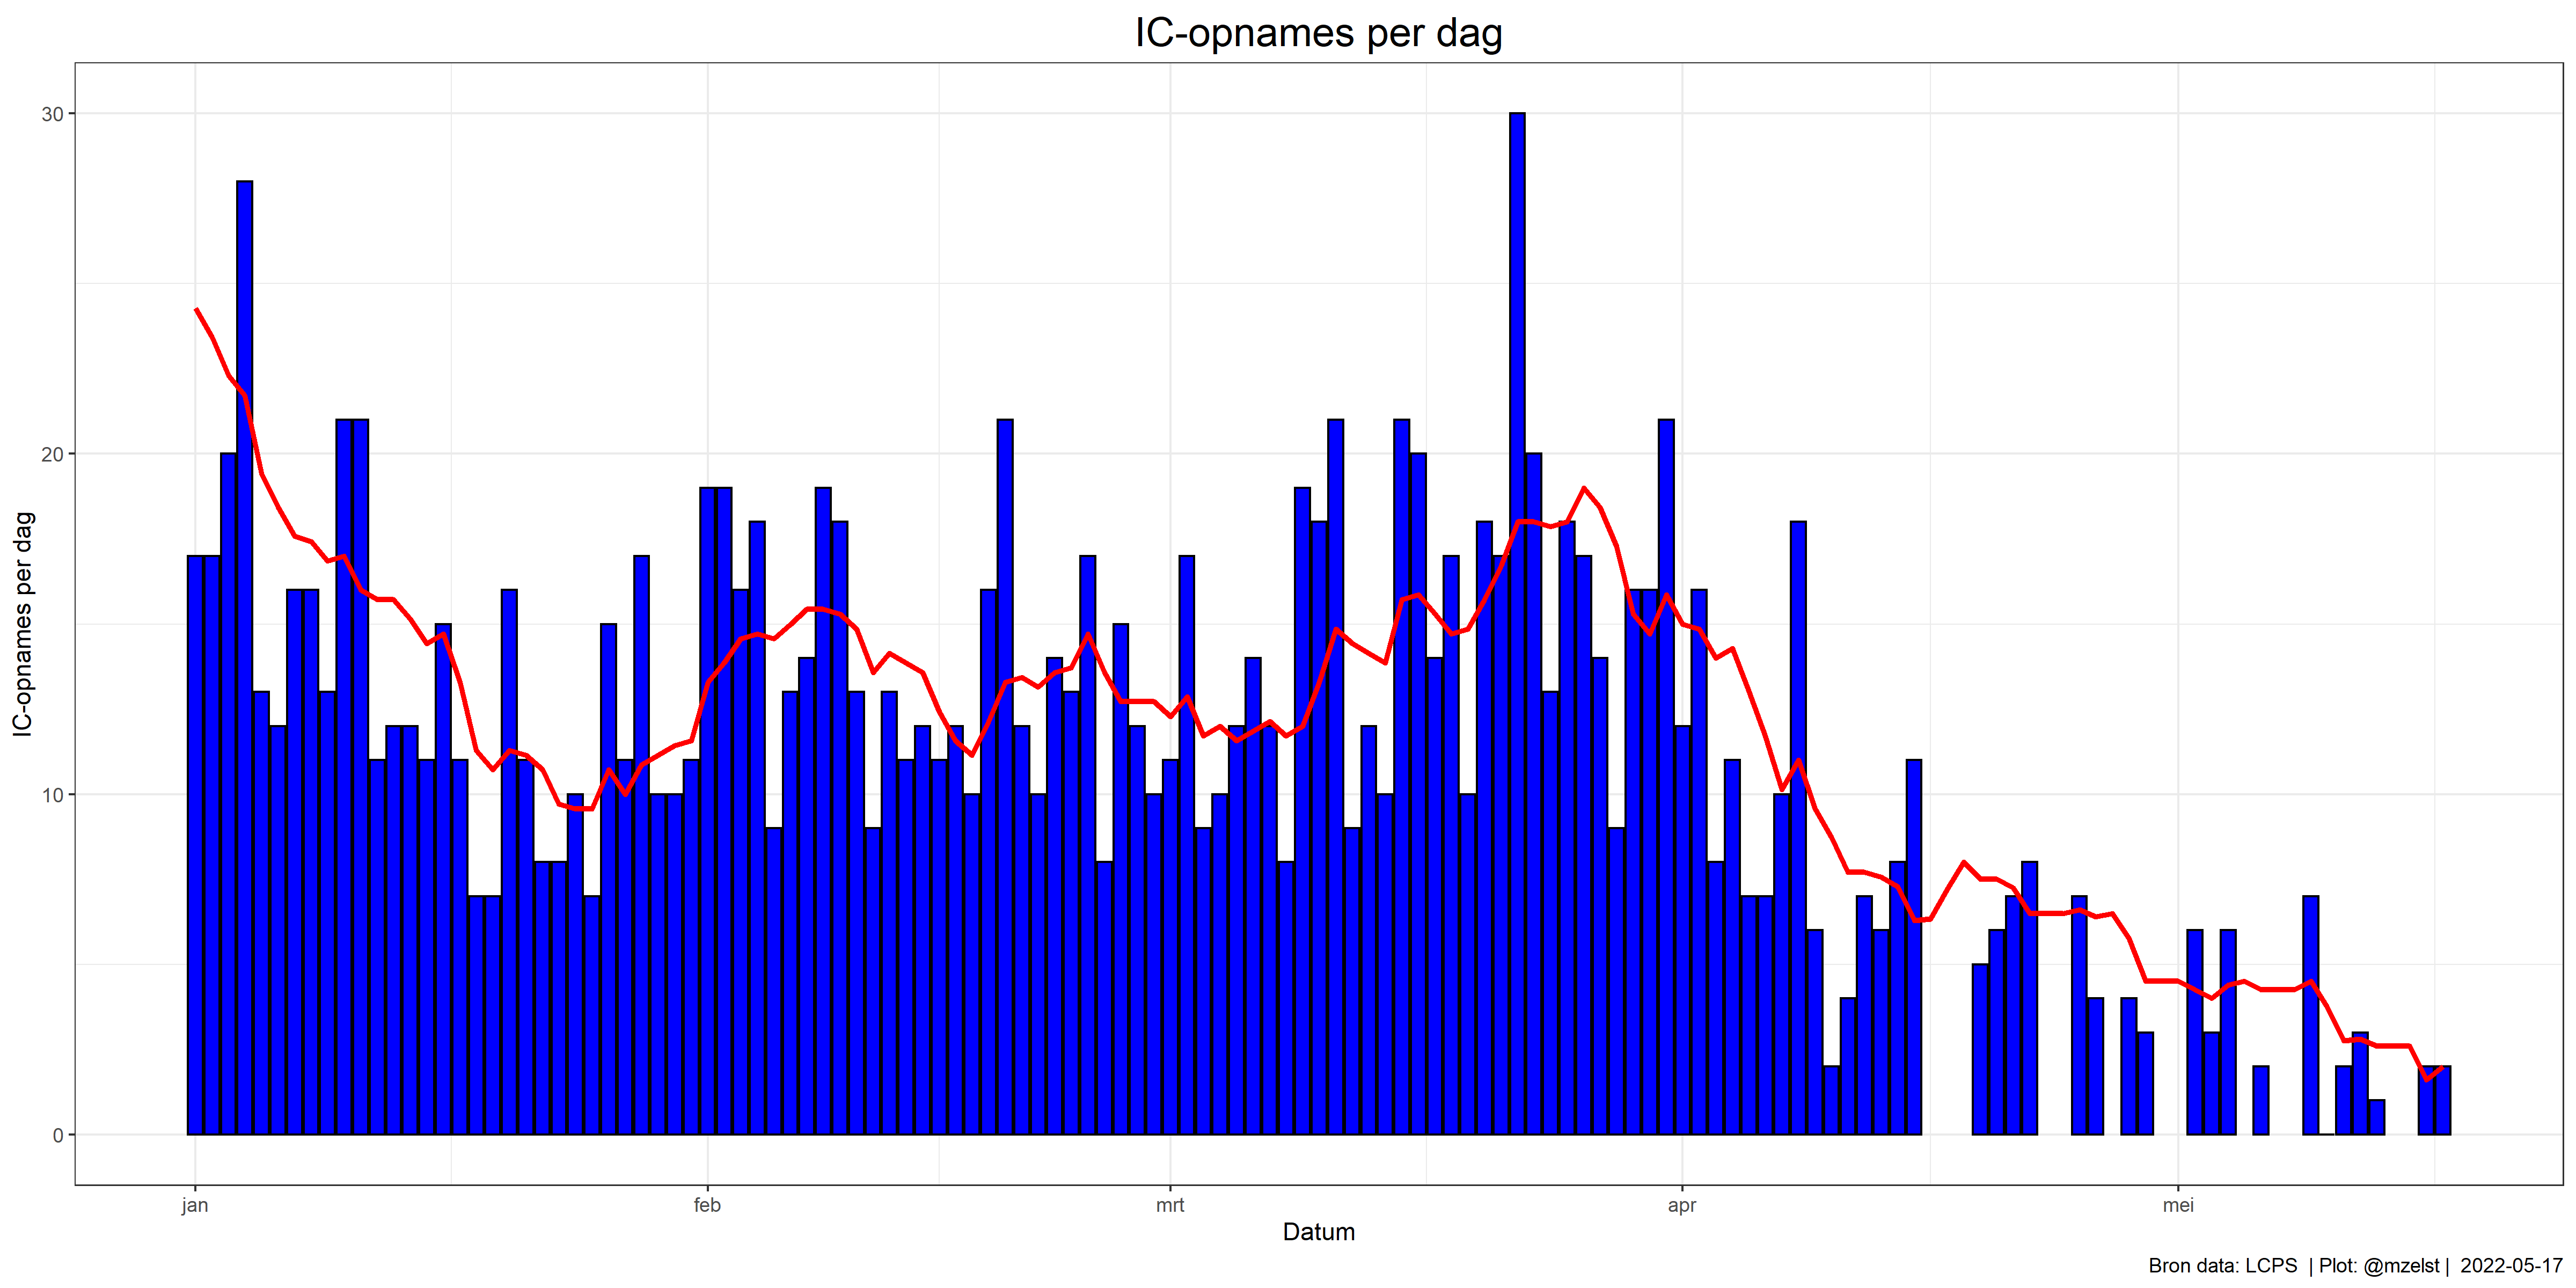 IC-opnames per dag
IC-opnames per dag
30
20
10
0
jan feb mrt apr mei
Datum
Bron data: LCPS | Plot: @mzelst | 2022-05-17